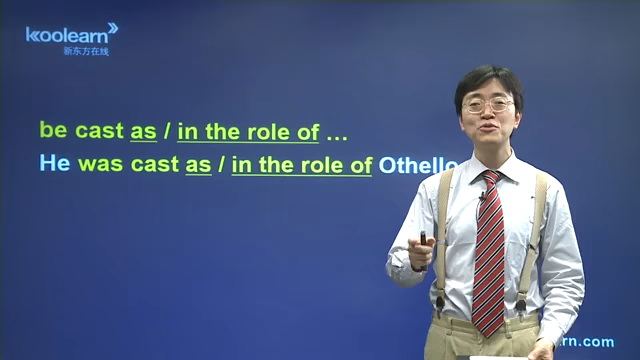 koolearn
新东方在线
be cast as / in the role of …
He was cast as / in the role of Othello
rn.com